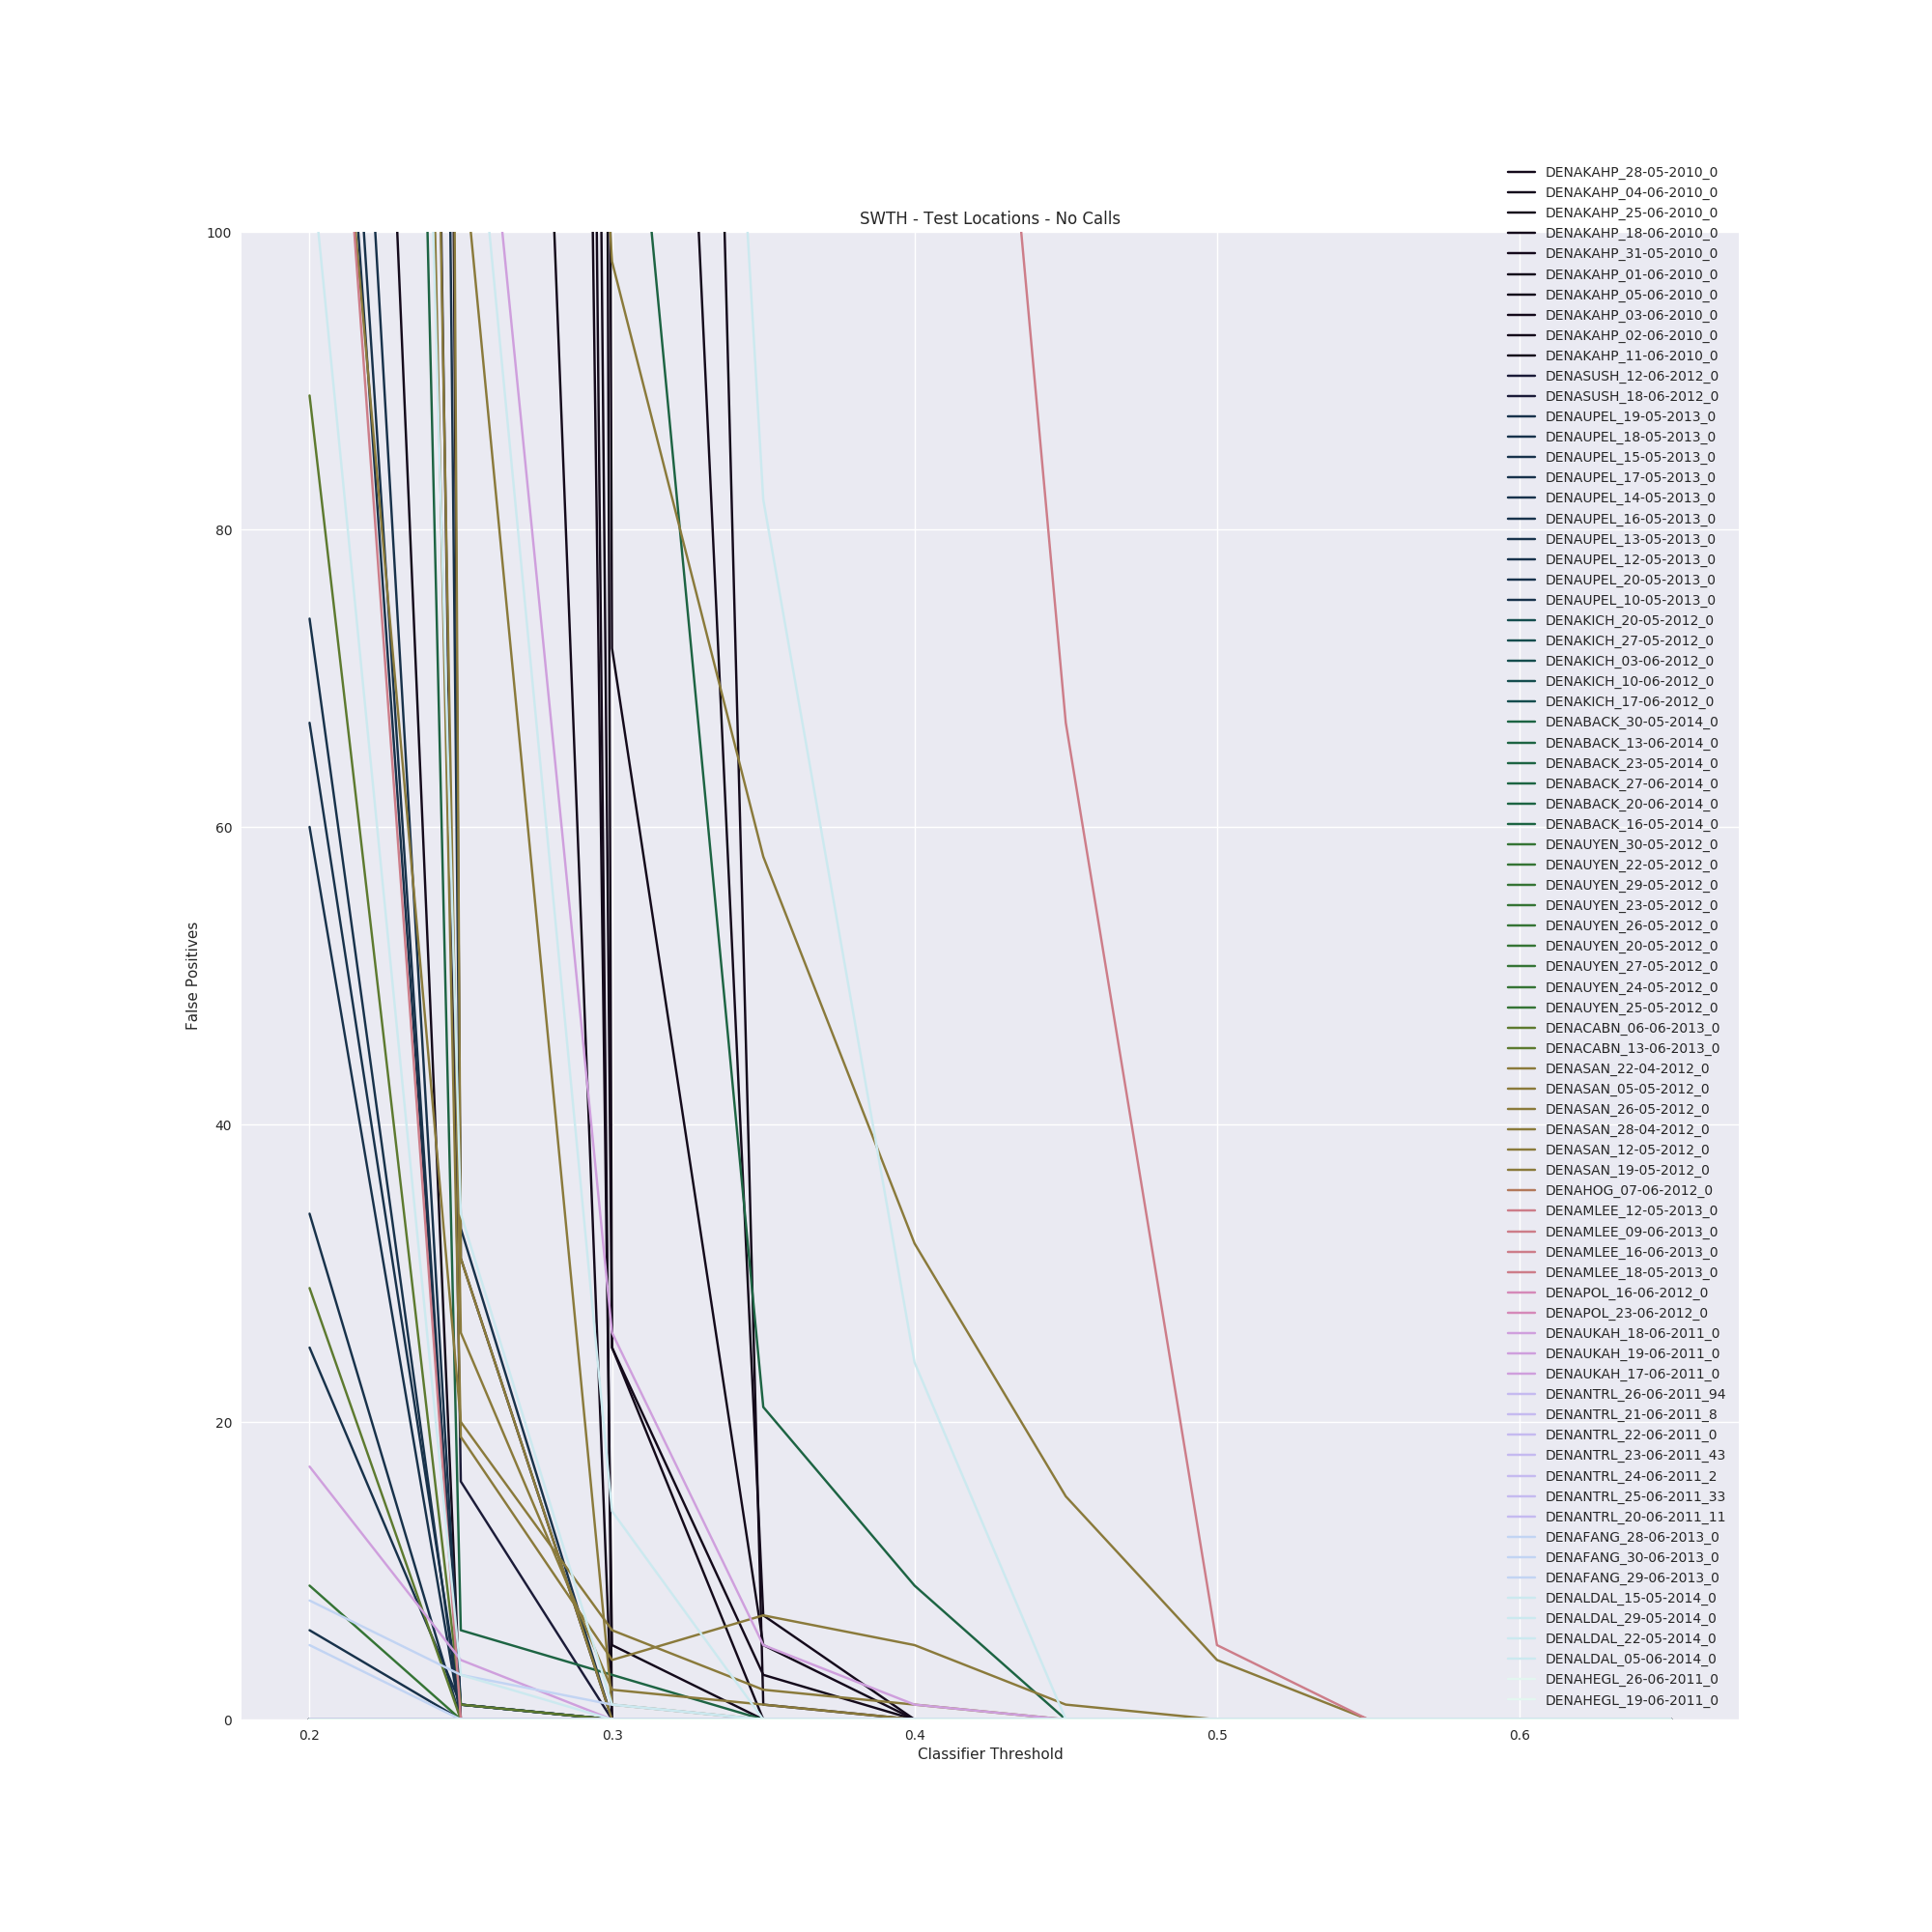 SWTH - Test Locations - No Calls
100
80
60
40
20
0
False Positives
0.2
0.3
0.4
0.5
0.6
Classifier Threshold
DENAKAHP_28-05-2010_0
DENAKAHP_04-06-2010_0
DENAKAHP_25-06-2010_0
DENAKAHP_18-06-2010_0
DENAKAHP_31-05-2010_0
DENAKAHP_01-06-2010_0
DENAKAHP_05-06-2010_0
DENAKAHP_03-06-2010_0
DENAKAHP_02-06-2010_0
DENAKAHP_11-06-2010_0
DENASUSH_12-06-2012_0
DENASUSH_18-06-2012_0
DENAUPEL_19-05-2013_0
DENAUPEL_18-05-2013_0
DENAUPEL_15-05-2013_0
DENAUPEL_17-05-2013_0
DENAUPEL_14-05-2013_0
DENAUPEL_16-05-2013_0
DENAUPEL_13-05-2013_0
DENAUPEL_12-05-2013_0
DENAUPEL_20-05-2013_0
DENAUPEL_10-05-2013_0
DENAKICH_20-05-2012_0
DENAKICH_27-05-2012_0
DENAKICH_03-06-2012_0
DENAKICH_10-06-2012_0
DENAKICH_17-06-2012_0
DENABACK_30-05-2014_0
DENABACK_13-06-2014_0
DENABACK_23-05-2014_0
DENABACK_27-06-2014_0
DENABACK_20-06-2014_0
DENABACK_16-05-2014_0
DENAUYEN_30-05-2012_0
DENAUYEN_22-05-2012_0
DENAUYEN_29-05-2012_0
DENAUYEN_23-05-2012_0
DENAUYEN_26-05-2012_0
DENAUYEN_20-05-2012_0
DENAUYEN_27-05-2012_0
DENAUYEN_24-05-2012_0
DENAUYEN_25-05-2012_0
DENACABN_06-06-2013_0
DENACABN_13-06-2013_0
DENASAN_22-04-2012_0
DENASAN_05-05-2012_0
DENASAN_26-05-2012_0
DENASAN_28-04-2012_0
DENASAN_12-05-2012_0
DENASAN_19-05-2012_0
DENAHOG_07-06-2012_0
DENAMLEE_12-05-2013_0
DENAMLEE_09-06-2013_0
DENAMLEE_16-06-2013_0
DENAMLEE_18-05-2013_0
DENAPOL_16-06-2012_0
DENAPOL_23-06-2012_0
DENAUKAH_18-06-2011_0
DENAUKAH_19-06-2011_0
DENAUKAH_17-06-2011_0
DENANTRL_26-06-2011_94
DENANTRL_21-06-2011_8
DENANTRL_22-06-2011_0
DENANTRL_23-06-2011_43
DENANTRL_24-06-2011_2
DENANTRL_25-06-2011_33
DENANTRL_20-06-2011_11
DENAFANG_28-06-2013_0
DENAFANG_30-06-2013_0
DENAFANG_29-06-2013_0
DENALDAL_15-05-2014_0
DENALDAL_29-05-2014_0
DENALDAL_22-05-2014_0
DENALDAL_05-06-2014_0
DENAHEGL_26-06-2011_0
DENAHEGL_19-06-2011_0